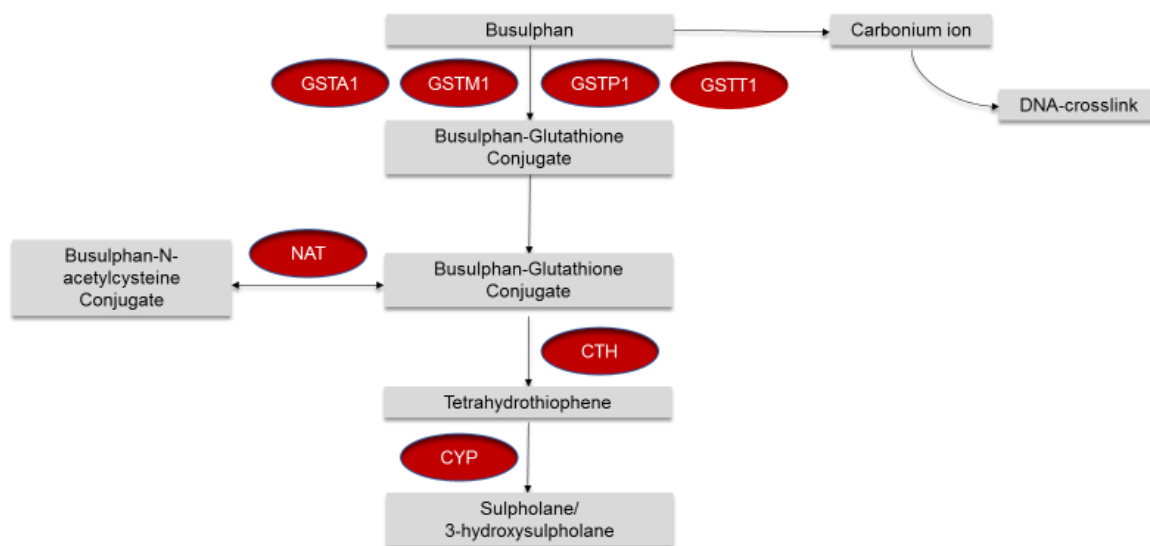 Busulphan
Carbonium ion
GSTA1
GSTM1
GSTP1
GSTT1
DNA-crosslink
Busulphan-Glutathione
Conjugate
Busulphan-N-
acetylcysteine
Conjugate
NAT
Busulphan-Glutathione
Conjugate
CTH
Tetrahydrothiophene
CYP
Sulpholane/
3-hydroxysulpholane